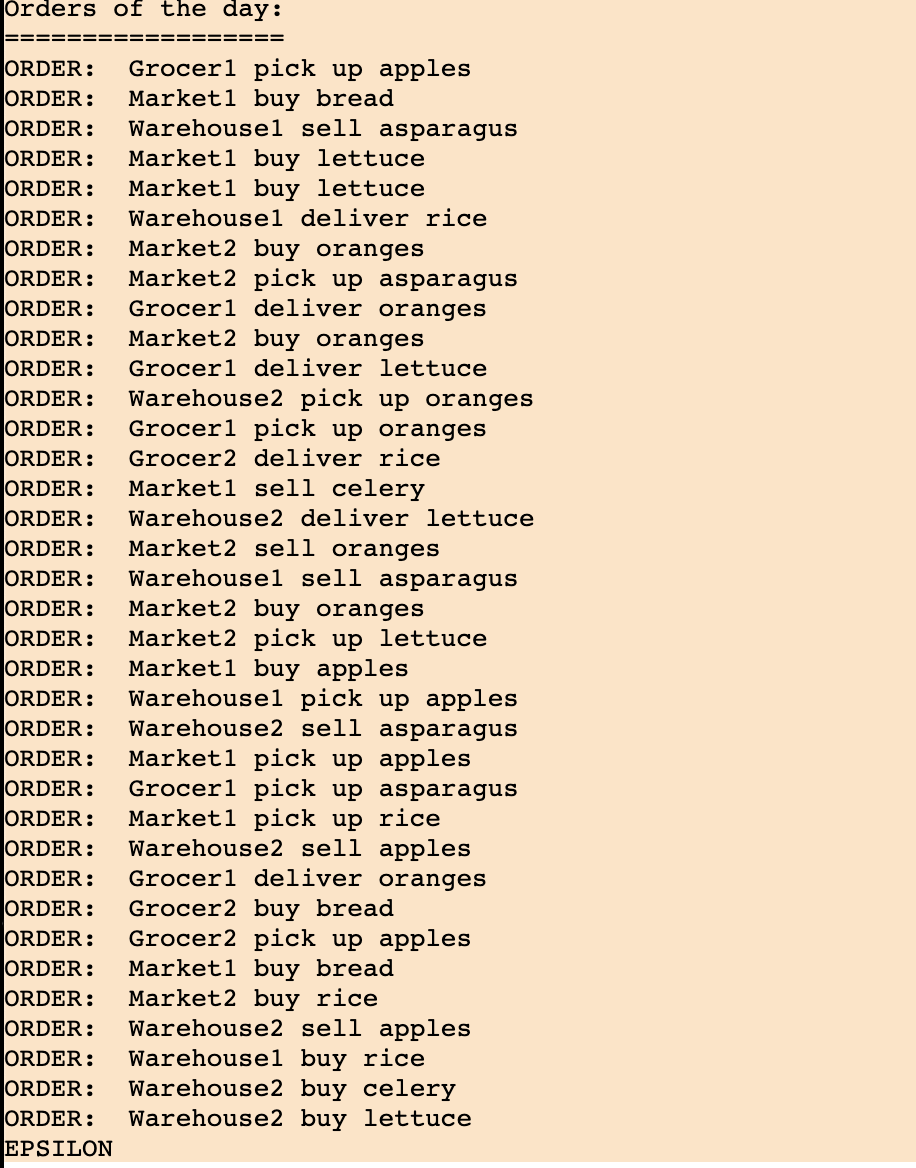 Orders of the day:
==================
ORDER:  Grocer1 pick up apples
ORDER:  Market1 buy bread
ORDER:  Warehouse1 sell asparagus
ORDER:  Market1 buy lettuce
ORDER:  Market1 buy lettuce
ORDER:  Warehouse1 deliver rice
ORDER:  Market2 buy oranges
ORDER:  Market2 pick up asparagus
ORDER:  Grocer1 deliver oranges
ORDER:  Market2 buy oranges
ORDER:  Grocer1 deliver lettuce
ORDER:  Warehouse2 pick up oranges
ORDER:  Grocer1 pick up oranges
ORDER:  Grocer2 deliver rice
ORDER:  Market1 sell celery
ORDER:  Warehouse2 deliver lettuce
ORDER:  Market2 sell oranges
ORDER:  Warehouse1 sell asparagus
ORDER:  Market2 buy oranges
ORDER:  Market2 pick up lettuce
ORDER:  Market1 buy apples
ORDER:  Warehouse1 pick up apples
ORDER:  Warehouse2 sell asparagus
ORDER:  Market1 pick up apples
ORDER:  Grocer1 pick up asparagus
ORDER:  Market1 pick up rice
ORDER:  Warehouse2 sell apples
ORDER:  Grocer1 deliver oranges
ORDER:  Grocer2 buy bread
ORDER:  Grocer2 pick up apples
ORDER:  Market1 buy bread
ORDER:  Market2 buy rice
ORDER:  Warehouse2 sell apples
ORDER:  Warehouse1 buy rice
ORDER:  Warehouse2 buy celery
ORDER:  Warehouse2 buy lettuce
EPSILON